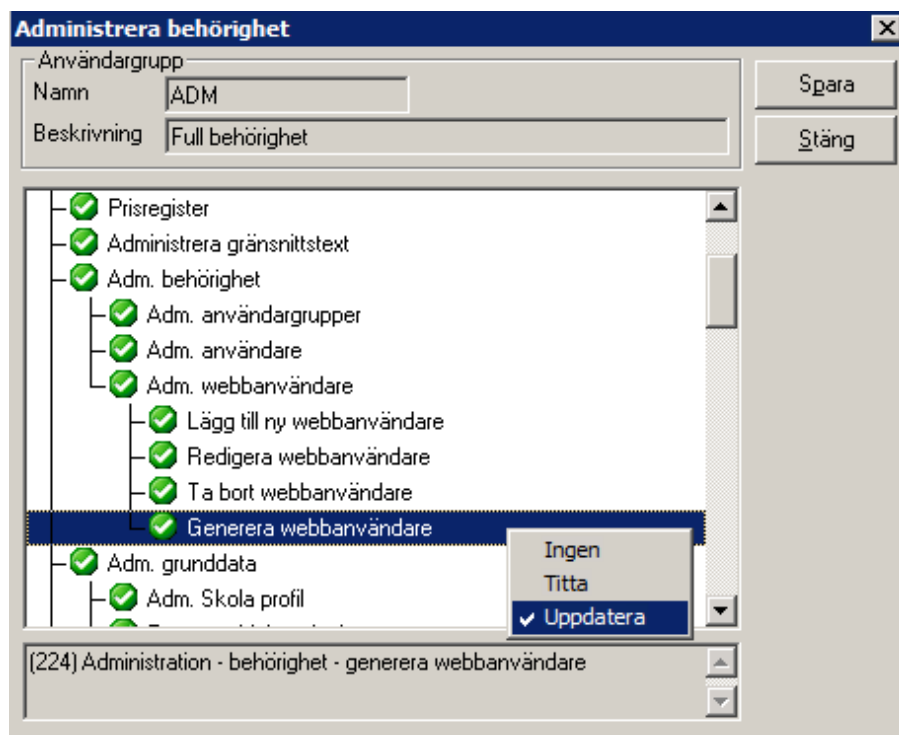 Administrera behörighet
Användargrupp
Namn ADM
Beskrivning Full behörighet
Spara
Stäng
Prisregister
Administrera gränsnittstext
Adm. behörighet
Adm. användargrupper
Adm. användare
Adm. webbanvändare
Lägg till ny webbanvändare
Redigera webbanvändare
Ta bort webbanvändare
Generera webbanvändare
Adm. grunddata
Adm. Skola profil
Ingen
Titta
Uppdatera
(224) Administration - behörighet - generera webbanvändare